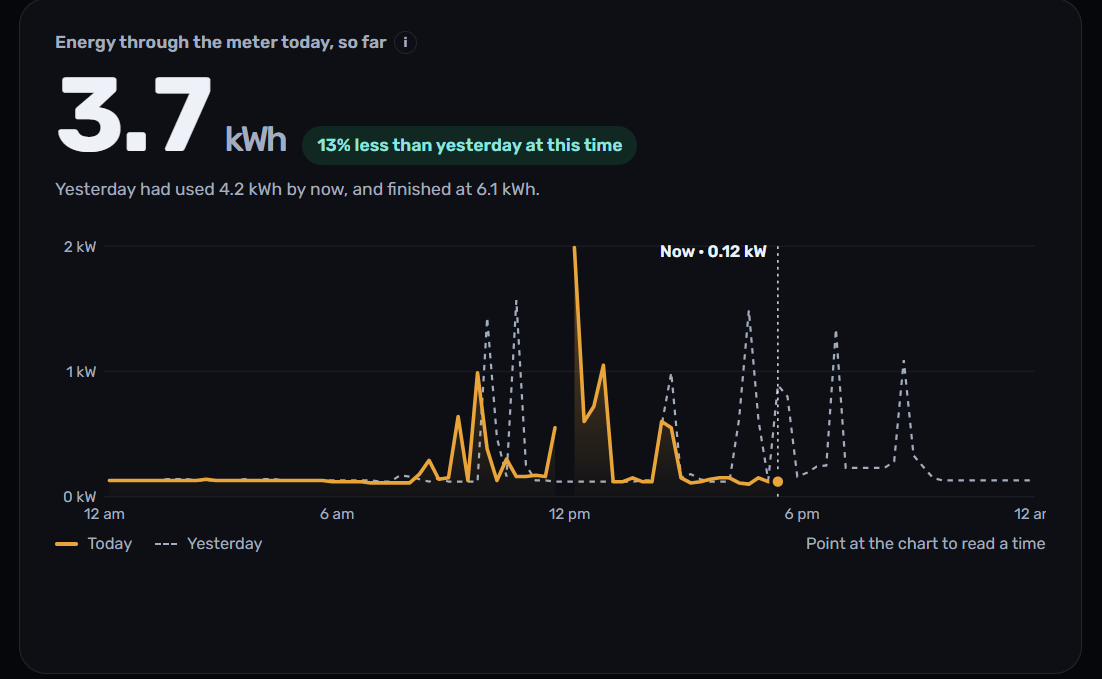 Energy through the meter today, so far i
3.7 kWh 13% less than yesterday at this time
Yesterday had used 4.2 kWh by now, and finished at 6.1 kWh.
2 kW
Now • 0.12 kW
1 kW
0 kW
12 am 6 am 12 pm 6 pm 12 ar
Today Yesterday Point at the chart to read a time